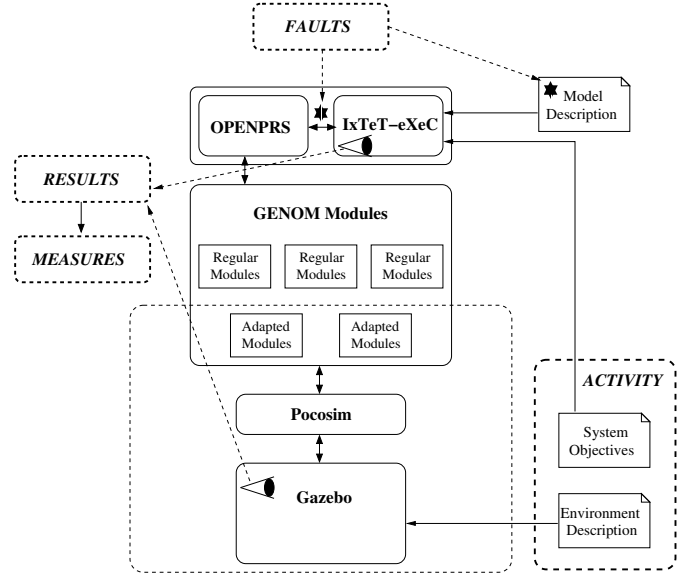 FAULTS
OPENPRS
IxTeT−eXeC
Model
Description
RESULTS
MEASURES
GENOM Modules
Regular
Modules
Regular
Modules
Regular
Modules
Adapted
Modules
Adapted
Modules
Pocosim
Gazebo
ACTIVITY
System
Objectives
Environment
Description